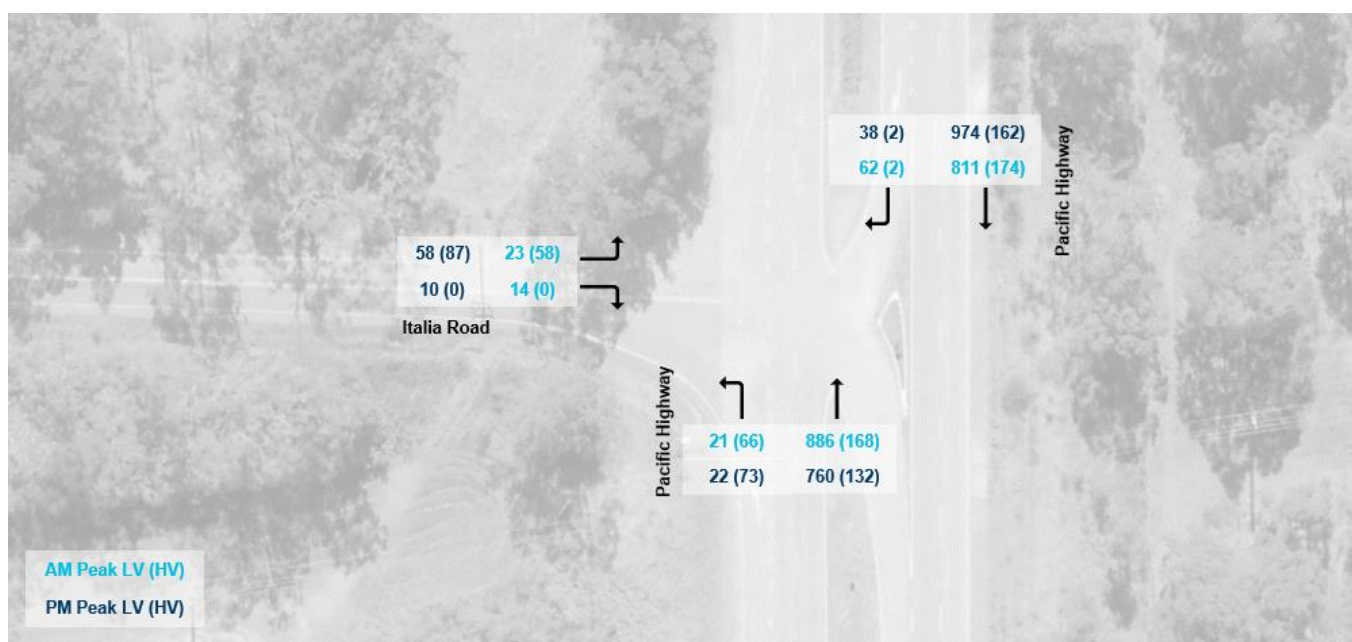 38 (2) 974 (162)
62 (2) 811 (174)
Pacific Highway
58 (87) 23 (58)
10 (0) 14 (0)
Italia Road
Pacific Highway
21 (66) 886 (168)
22 (73) 760 (132)
AM Peak LV (HV)
PM Peak LV (HV)